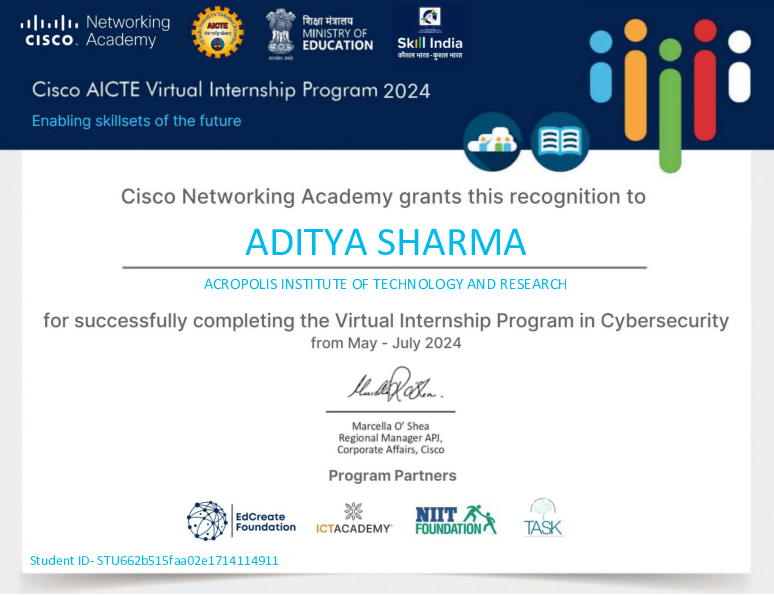 Networking
CISCO Academy
AICTE
शिक्षा मंत्रालय
MINISTRY OF
EDUCATION
सत्यमेव जयते
Skill India
कौशल भारत-कुशल भारत
Cisco AICTE Virtual Internship Program 2024
Enabling skillsets of the future
Cisco Networking Academy grants this recognition to
ADITYA SHARMA
ACROPOLIS INSTITUTE OF TECHNOLOGY AND RESEARCH
for successfully completing the Virtual Internship Program in Cybersecurity
from May - July 2024
Marcella O' Shea
Regional Manager APJ,
Corporate Affairs, Cisco
Program Partners
EdCreate
Foundation
ICTACADEMY
NIIT
FOUNDATION
TASK
Student ID- STU662b515faa02e1714114911